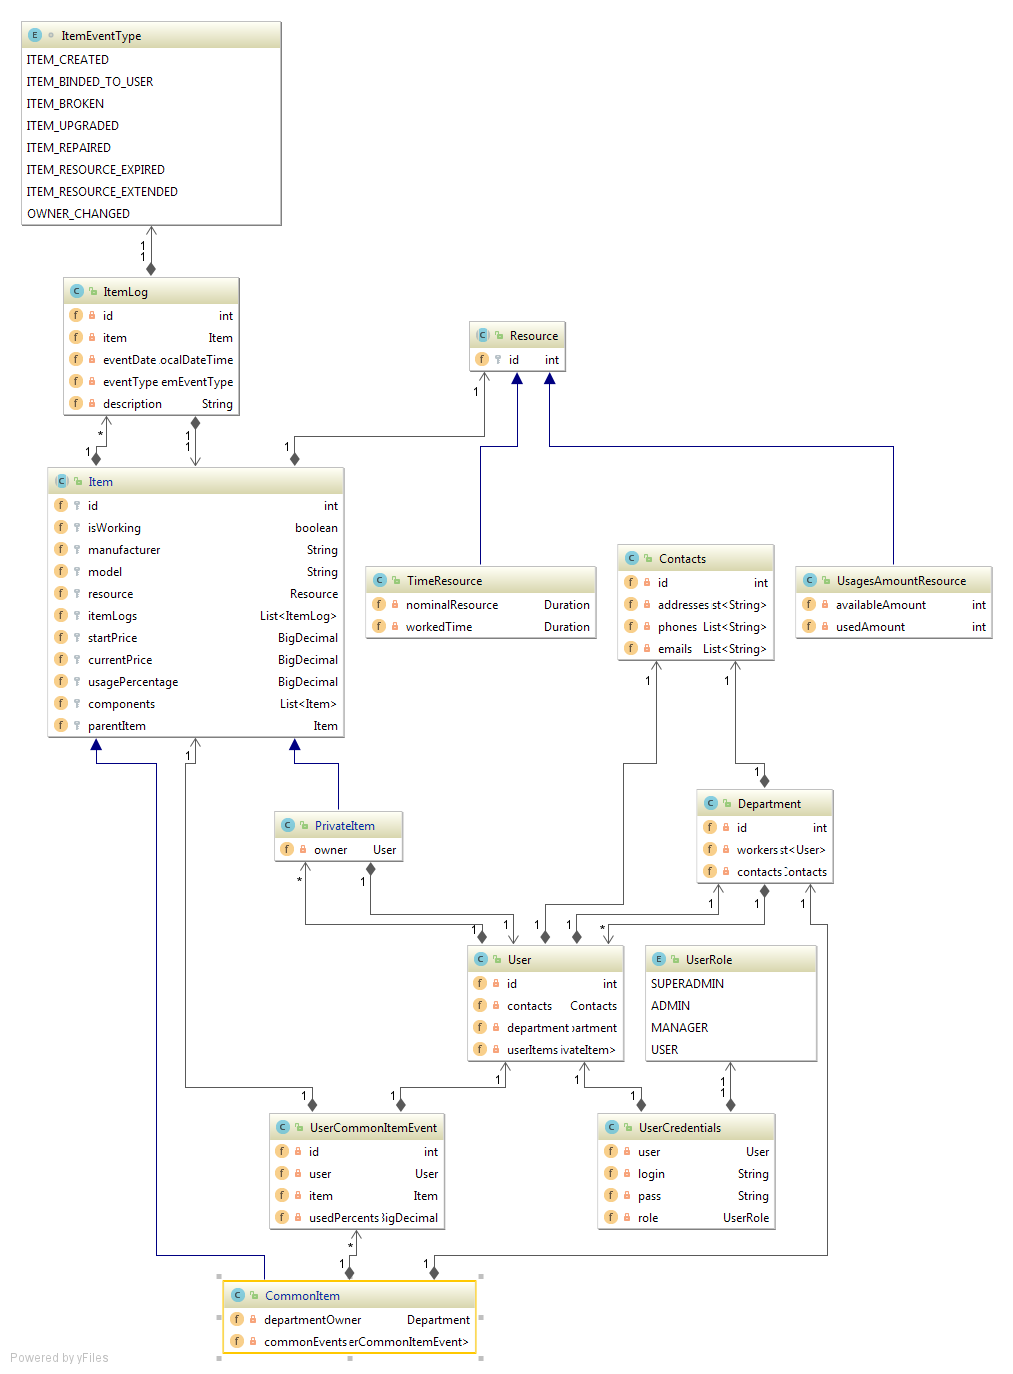 E ItemEventType
ITEM_CREATED
ITEM_BINDED_TO_USER
ITEM_BROKEN
ITEM_UPGRADED
ITEM_REPAIRED
ITEM_RESOURCE_EXPIRED
ITEM_RESOURCE_EXTENDED
OWNER_CHANGED
1
1
C ItemLog
f id int
f item Item
f eventDate ocalDateTime
f eventType emEventType
f description String
C Resource
f id int
* 1
1 1
1
1
C Item
f id int
f isWorking boolean
f manufacturer String
f model String
f resource Resource
f itemLogs List<ItemLog>
f startPrice BigDecimal
f currentPrice BigDecimal
f usagePercentage BigDecimal
f components List<Item>
f parentItem Item
C TimeResource
f nominalResource Duration
f workedTime Duration
C Contacts
f id int
f addresses st<String>
f phones List<String>
f emails List<String>
C UsagesAmountResource
f availableAmount int
f usedAmount int
1 1
1
1
C PrivateItem
f owner User
C Department
f id int
f workers st<User>
f contacts Contacts
* 1
1 1 1 1
1 1 * 1
C User
f id int
f contacts Contacts
f department partment
f userItems ivateItem>
E UserRole
SUPERADMIN
ADMIN
MANAGER
USER
1 1 1
1 1 1 1
C UserCommonItemEvent
f id int
f user User
f item Item
f usedPercents BigDecimal
C UserCredentials
f user User
f login String
f pass String
f role UserRole
*
1 1
C CommonItem
f departmentOwner Department
f commonEvents erCommonItemEvent>
Powered by yFiles